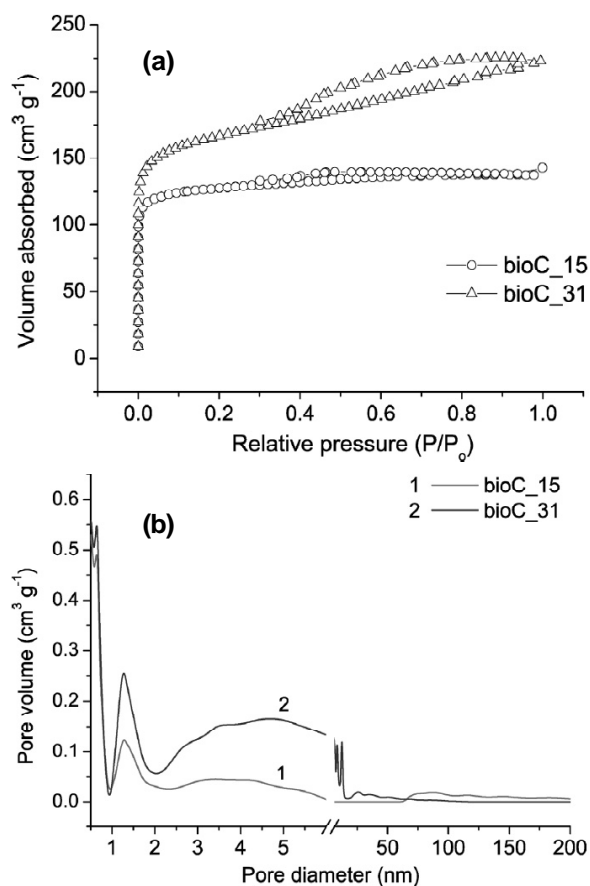 (a)
Volume absorbed (cm³ g⁻¹)
250
200
150
100
50
0
bioC_15
bioC_31
0.0 0.2 0.4 0.6 0.8 1.0
Relative pressure (P/P₀)
(b)
1 bioC_15
2 bioC_31
Pore volume (cm³ g⁻¹)
0.6
0.5
0.4
0.3
0.2
0.1
0.0
2
1
1 2 3 4 5 50 100 150 200
Pore diameter (nm)